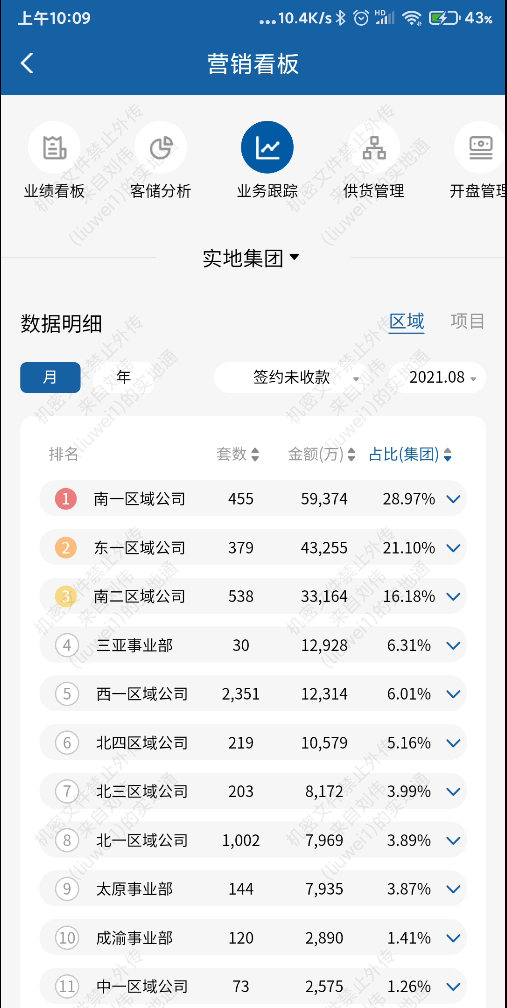 上午10:09 ...10.4K/s HD 43%
营销看板
业绩看板 客储分析 业务跟踪 供货管理 开盘管理
实地集团
数据明细 区域 项目
月 年 签约未收款 2021.08
排名 套数 金额(万) 占比(集团)
1 南一区域公司 455 59,374 28.97%
2 东一区域公司 379 43,255 21.10%
3 南二区域公司 538 33,164 16.18%
4 三亚事业部 30 12,928 6.31%
5 西一区域公司 2,351 12,314 6.01%
6 北四区域公司 219 10,579 5.16%
7 北三区域公司 203 8,172 3.99%
8 北一区域公司 1,002 7,969 3.89%
9 太原事业部 144 7,935 3.87%
10 成渝事业部 120 2,890 1.41%
11 中一区域公司 73 2,575 1.26%
机密文件禁止外传
来自刘伟
(liuwei1)的实地通